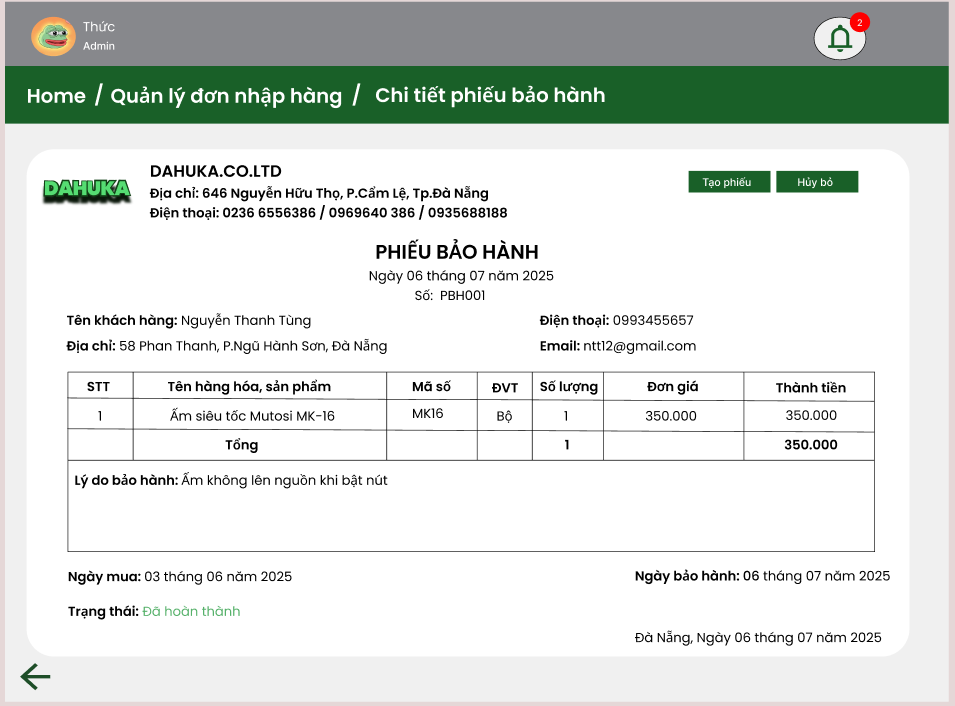 Thức
Admin
2
Home / Quản lý đơn nhập hàng / Chi tiết phiếu bảo hành
DAHUKA
DAHUKA.CO.LTD
Địa chỉ: 646 Nguyễn Hữu Thọ, P.Cẩm Lệ, Tp.Đà Nẵng
Điện thoại: 0236 6556386 / 0969640 386 / 0935688188
Tạo phiếu Hủy bỏ
PHIẾU BẢO HÀNH
Ngày 06 tháng 07 năm 2025
Số: PBH001
Tên khách hàng: Nguyễn Thanh Tùng Điện thoại: 0993455657
Địa chỉ: 58 Phan Thanh, P.Ngũ Hành Sơn, Đà Nẵng Email: ntt12@gmail.com
STT Tên hàng hóa, sản phẩm Mã số ĐVT Số lượng Đơn giá Thành tiền
1 Ấm siêu tốc Mutosi MK-16 MK16 Bộ 1 350.000 350.000
Tổng 1 350.000
Lý do bảo hành: Ấm không lên nguồn khi bật nút
Ngày mua: 03 tháng 06 năm 2025 Ngày bảo hành: 06 tháng 07 năm 2025
Trạng thái: Đã hoàn thành
Đà Nẵng, Ngày 06 tháng 07 năm 2025